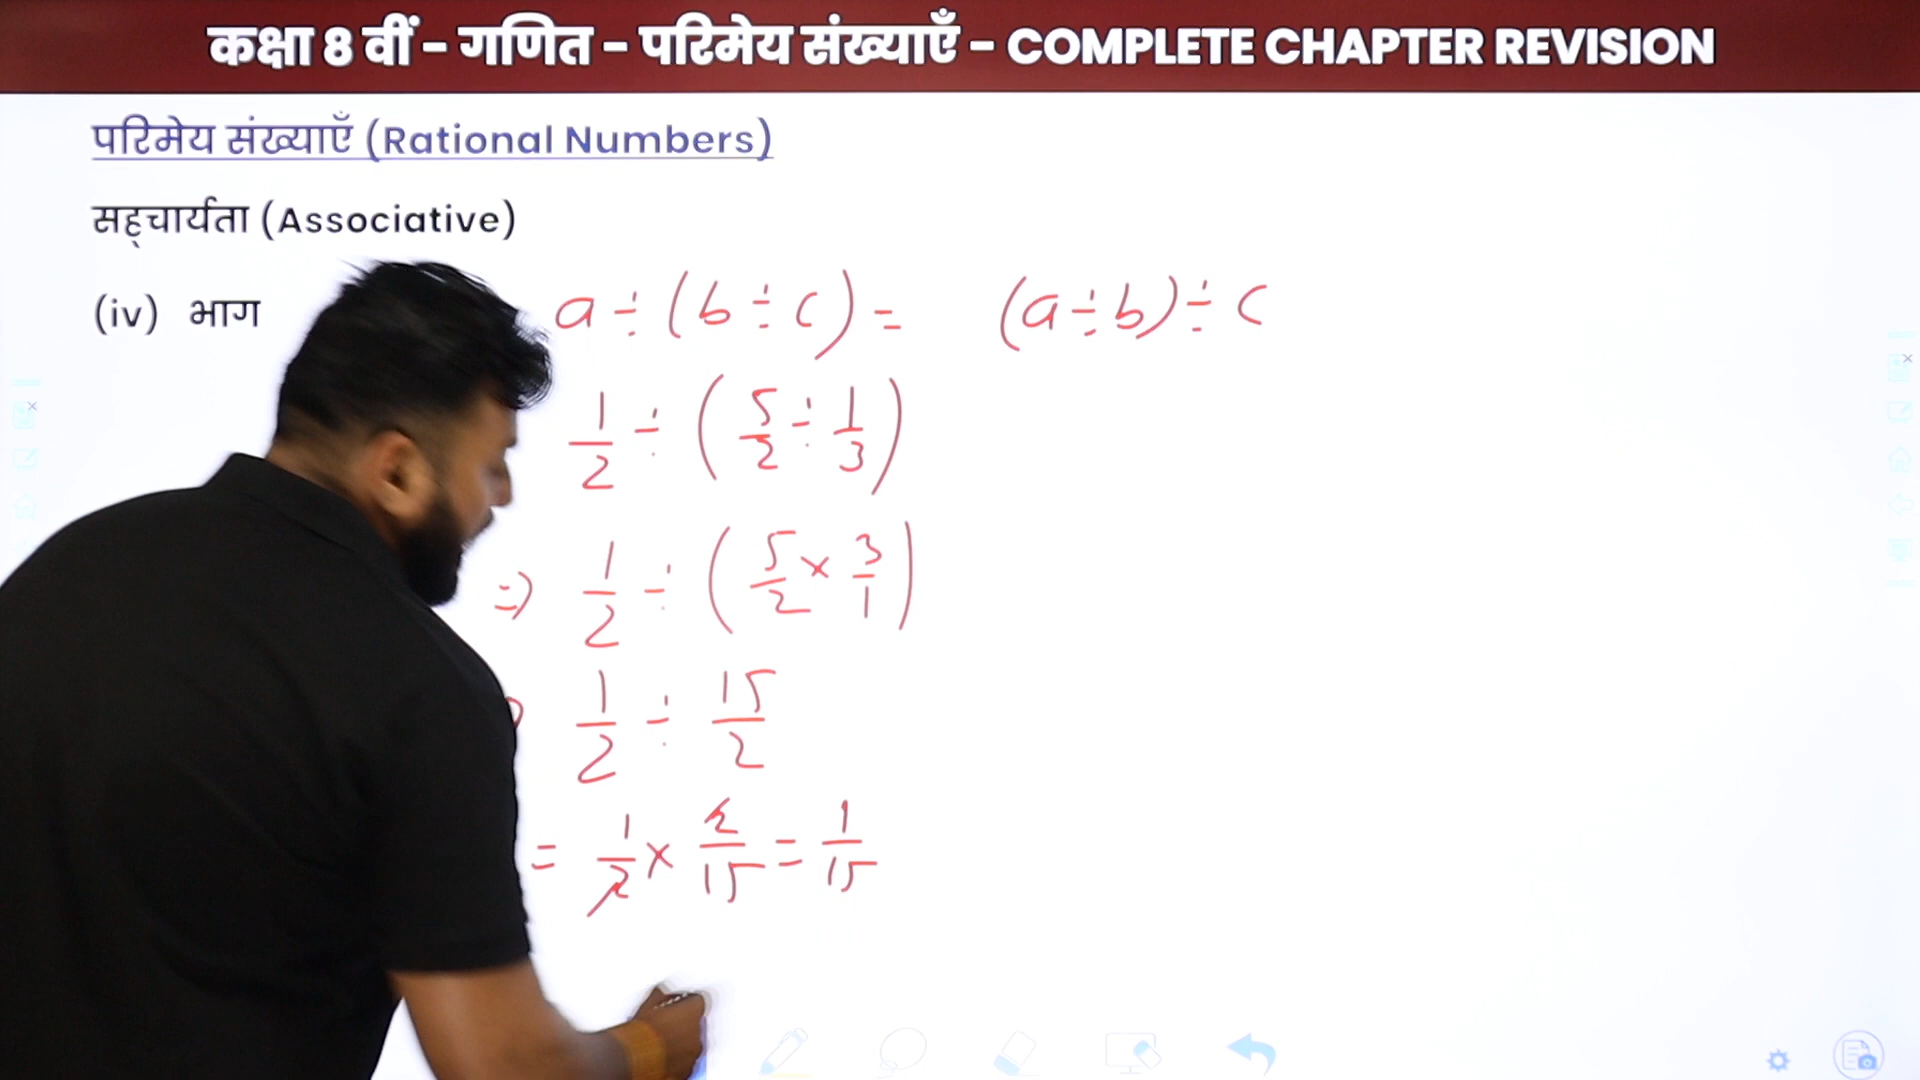 कक्षा 8 वीं – गणित – परिमेय संख्याएँ – COMPLETE CHAPTER REVISION
परिमेय संख्याएँ (Rational Numbers)
सह्चार्यता (Associative)
(iv) भाग a ÷ (b ÷ c) = (a ÷ b) ÷ c
1/2 ÷ (5/2 ÷ 1/3)
⇒ 1/2 ÷ (5/2 × 3/1)
1/2 ÷ 15/2
= 1/2 × 2/15 = 1/15